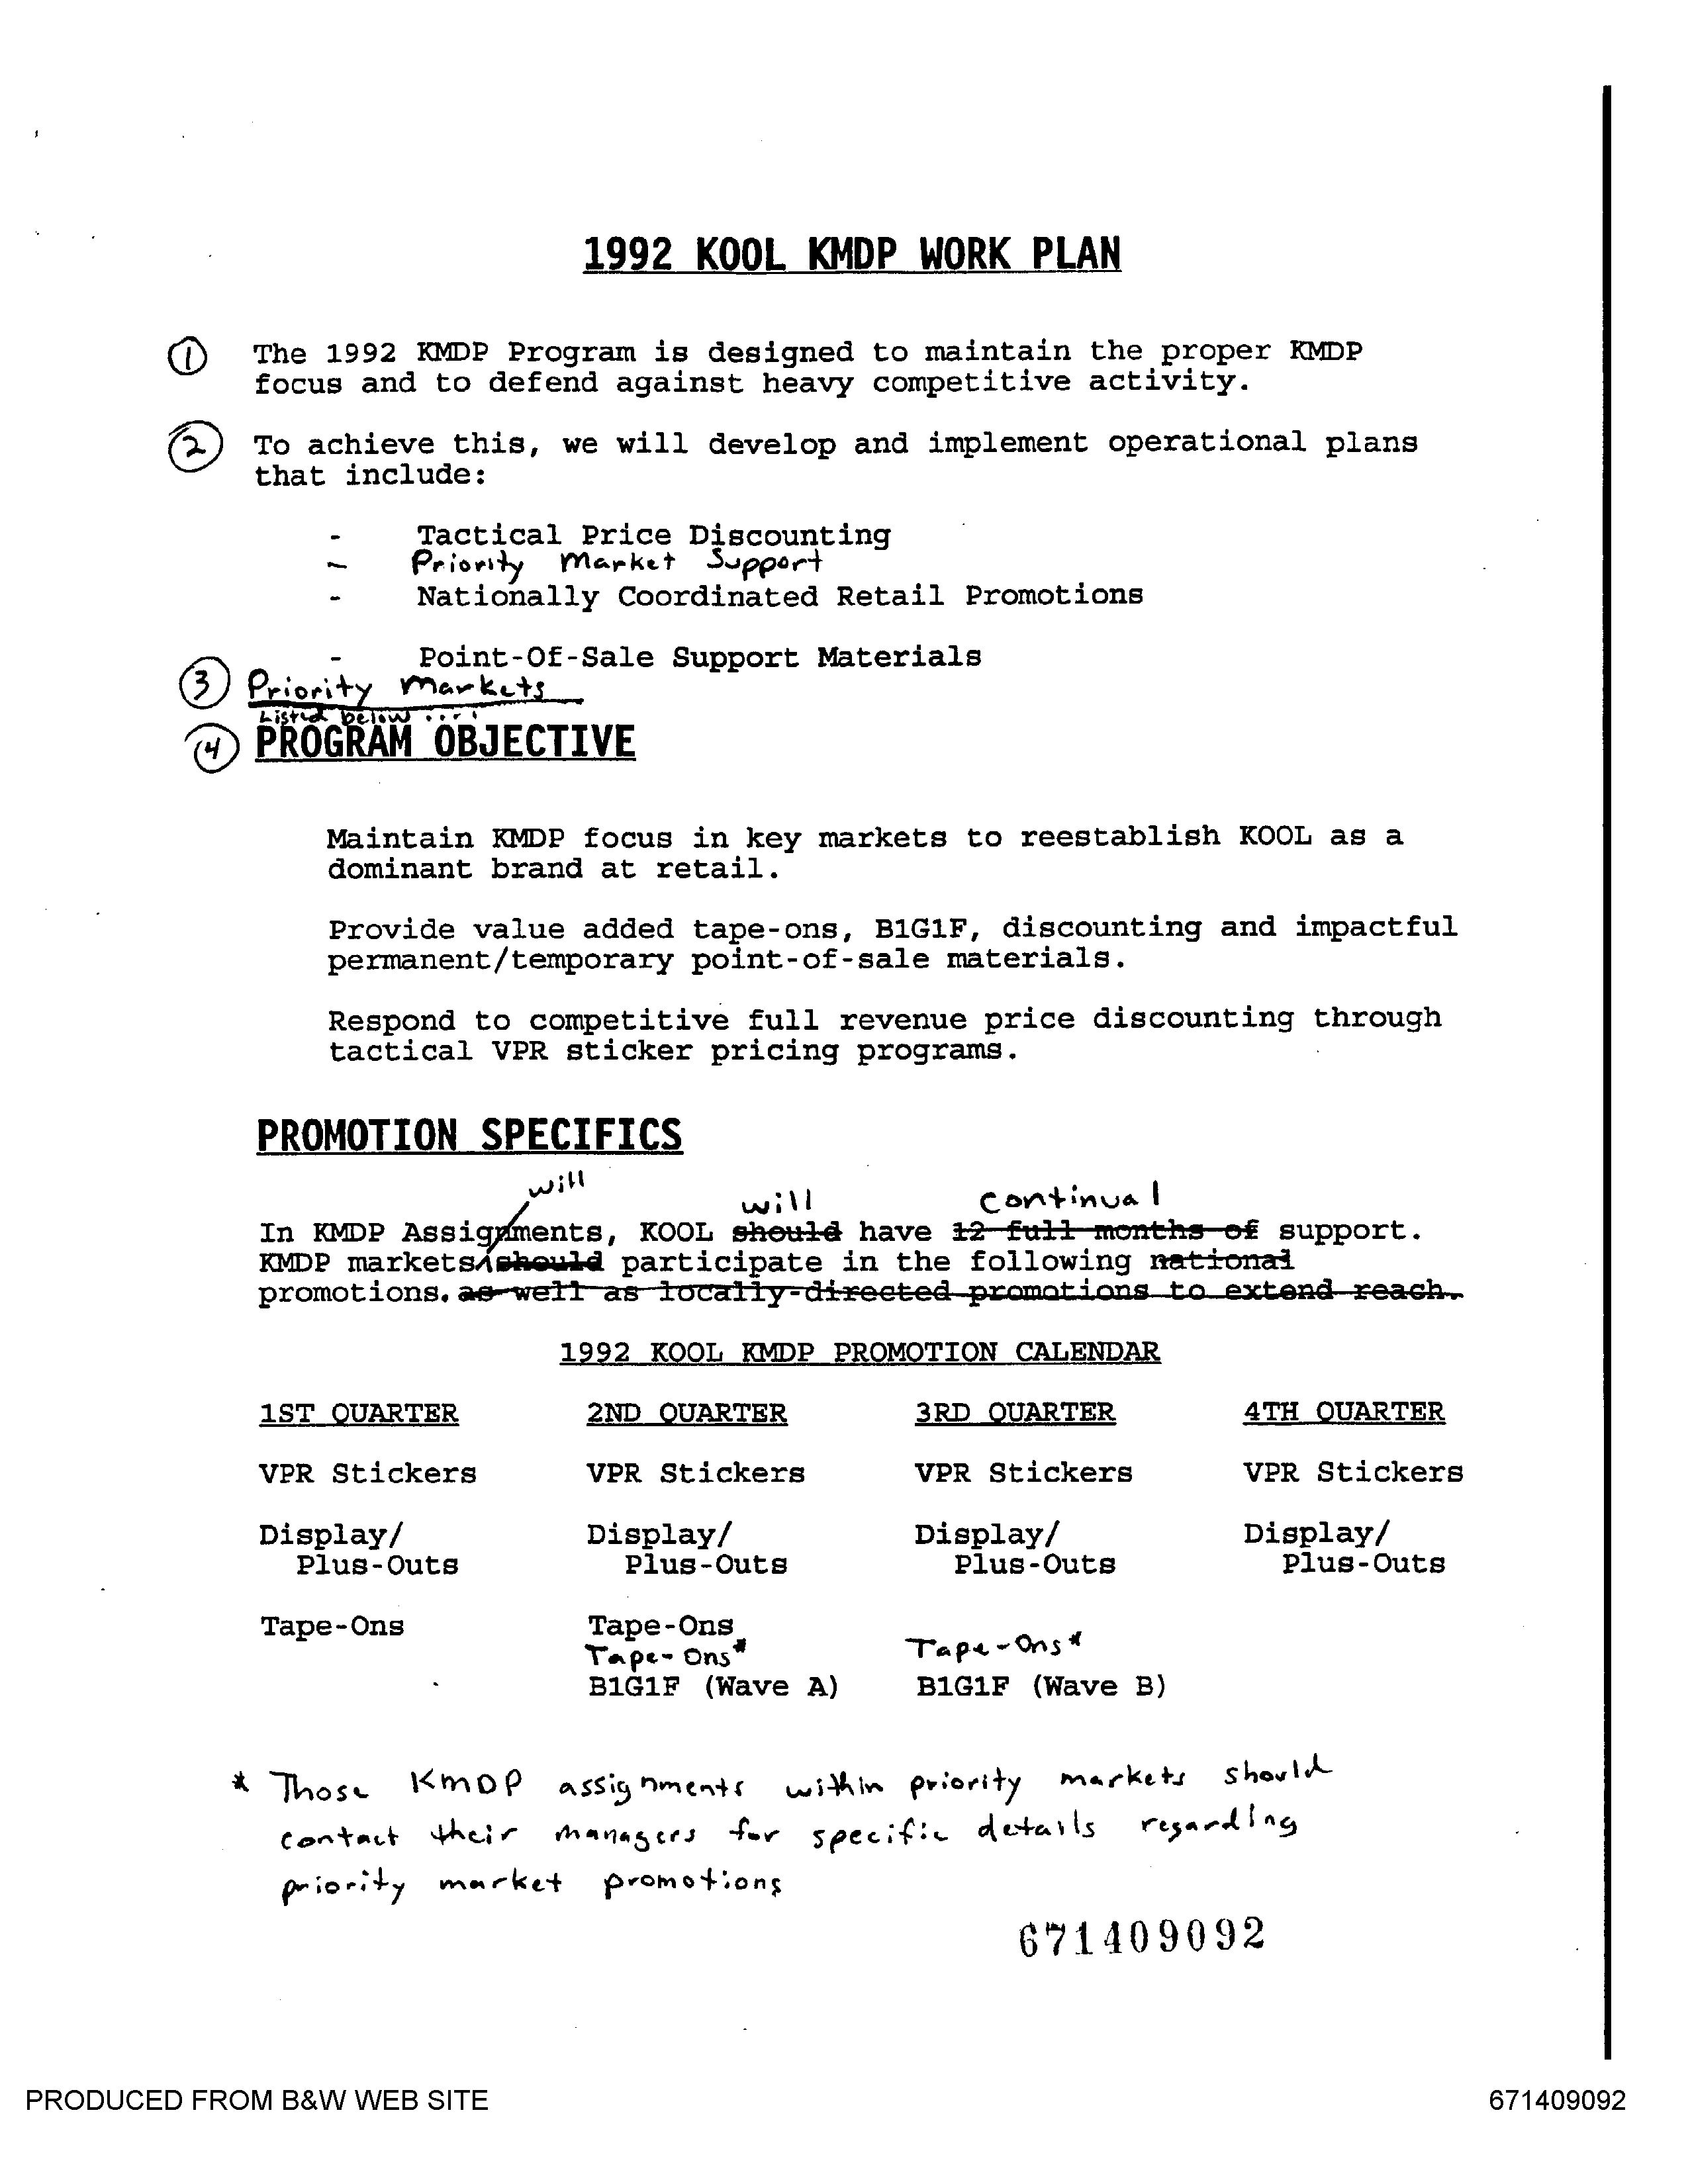 1992 KOOL KMDP WORK PLAN
① The 1992 KMDP Program is designed to maintain the proper KMDP
focus and to defend against heavy competitive activity.
② To achieve this, we will develop and implement operational plans
that include:
- Tactical Price Discounting
- Priority Market Support
- Nationally Coordinated Retail Promotions
- Point-Of-Sale Support Materials
③ Priority Markets
Listed below ....
④ PROGRAM OBJECTIVE
Maintain KMDP focus in key markets to reestablish KOOL as a
dominant brand at retail.
Provide value added tape-ons, B1G1F, discounting and impactful
permanent/temporary point-of-sale materials.
Respond to competitive full revenue price discounting through
tactical VPR sticker pricing programs.
PROMOTION SPECIFICS
will will continual
In KMDP Assignments, KOOL should have 12 full months of support.
KMDP markets should participate in the following national
promotions. as well as locally-directed promotions to extend reach.
1992 KOOL KMDP PROMOTION CALENDAR
1ST QUARTER 2ND QUARTER 3RD QUARTER 4TH QUARTER
VPR Stickers VPR Stickers VPR Stickers VPR Stickers
Display/ Display/ Display/ Display/
Plus-Outs Plus-Outs Plus-Outs Plus-Outs
Tape-Ons Tape-Ons
Tape-Ons* Tape-Ons*
B1G1F (Wave A) B1G1F (Wave B)
* Those KMDP assignments within priority markets should
contact their managers for specific details regarding
priority market promotions
671409092
PRODUCED FROM B&W WEB SITE 671409092